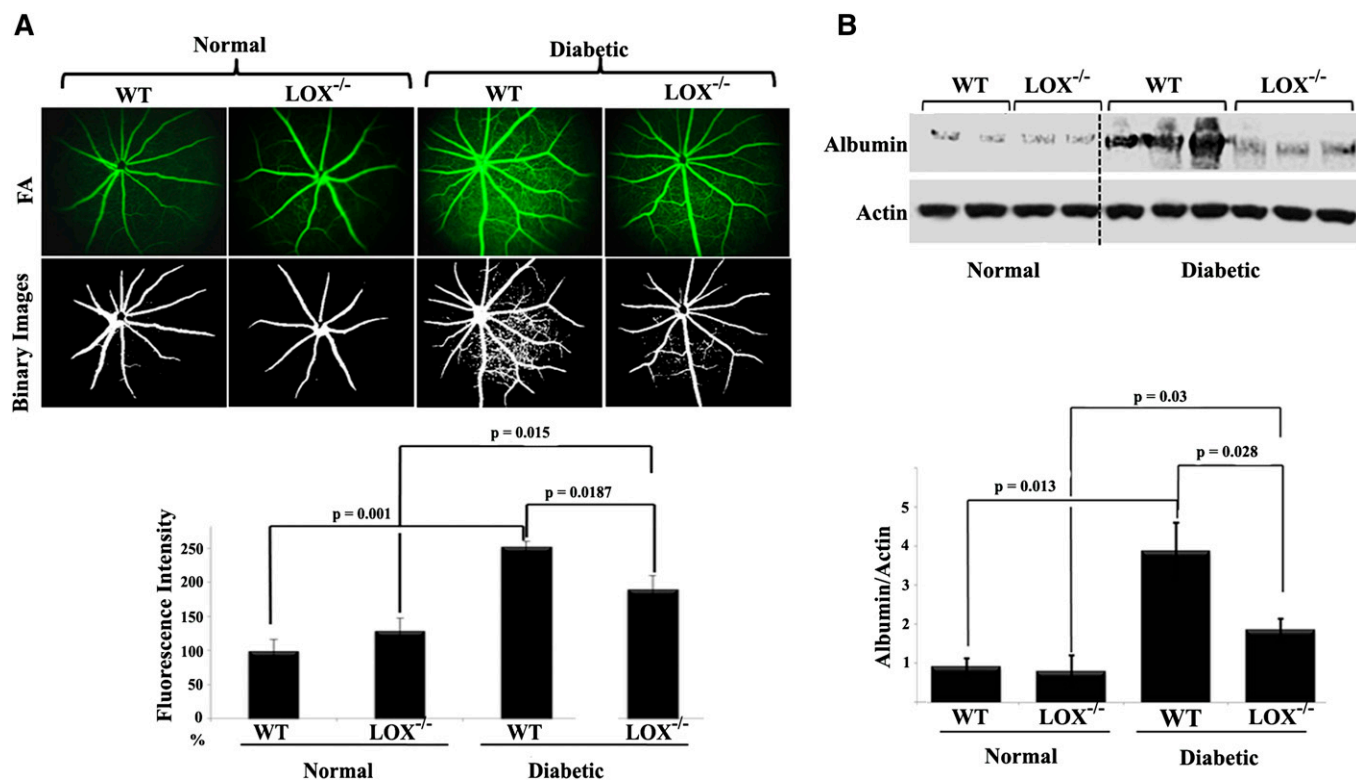 A
Normal
Diabetic
WT
LOX-/-
WT
LOX-/-
FA
Binary Images
p = 0.015
p = 0.001
p = 0.0187
Fluorescence Intensity
250
200
150
100
50
0
%
WT
LOX-/-
WT
LOX-/-
Normal
Diabetic
B
WT
LOX-/-
WT
LOX-/-
Albumin
Actin
Normal
Diabetic
p = 0.03
p = 0.028
p = 0.013
Albumin/Actin
5
4
3
2
1
WT
LOX-/-
WT
LOX-/-
Normal
Diabetic